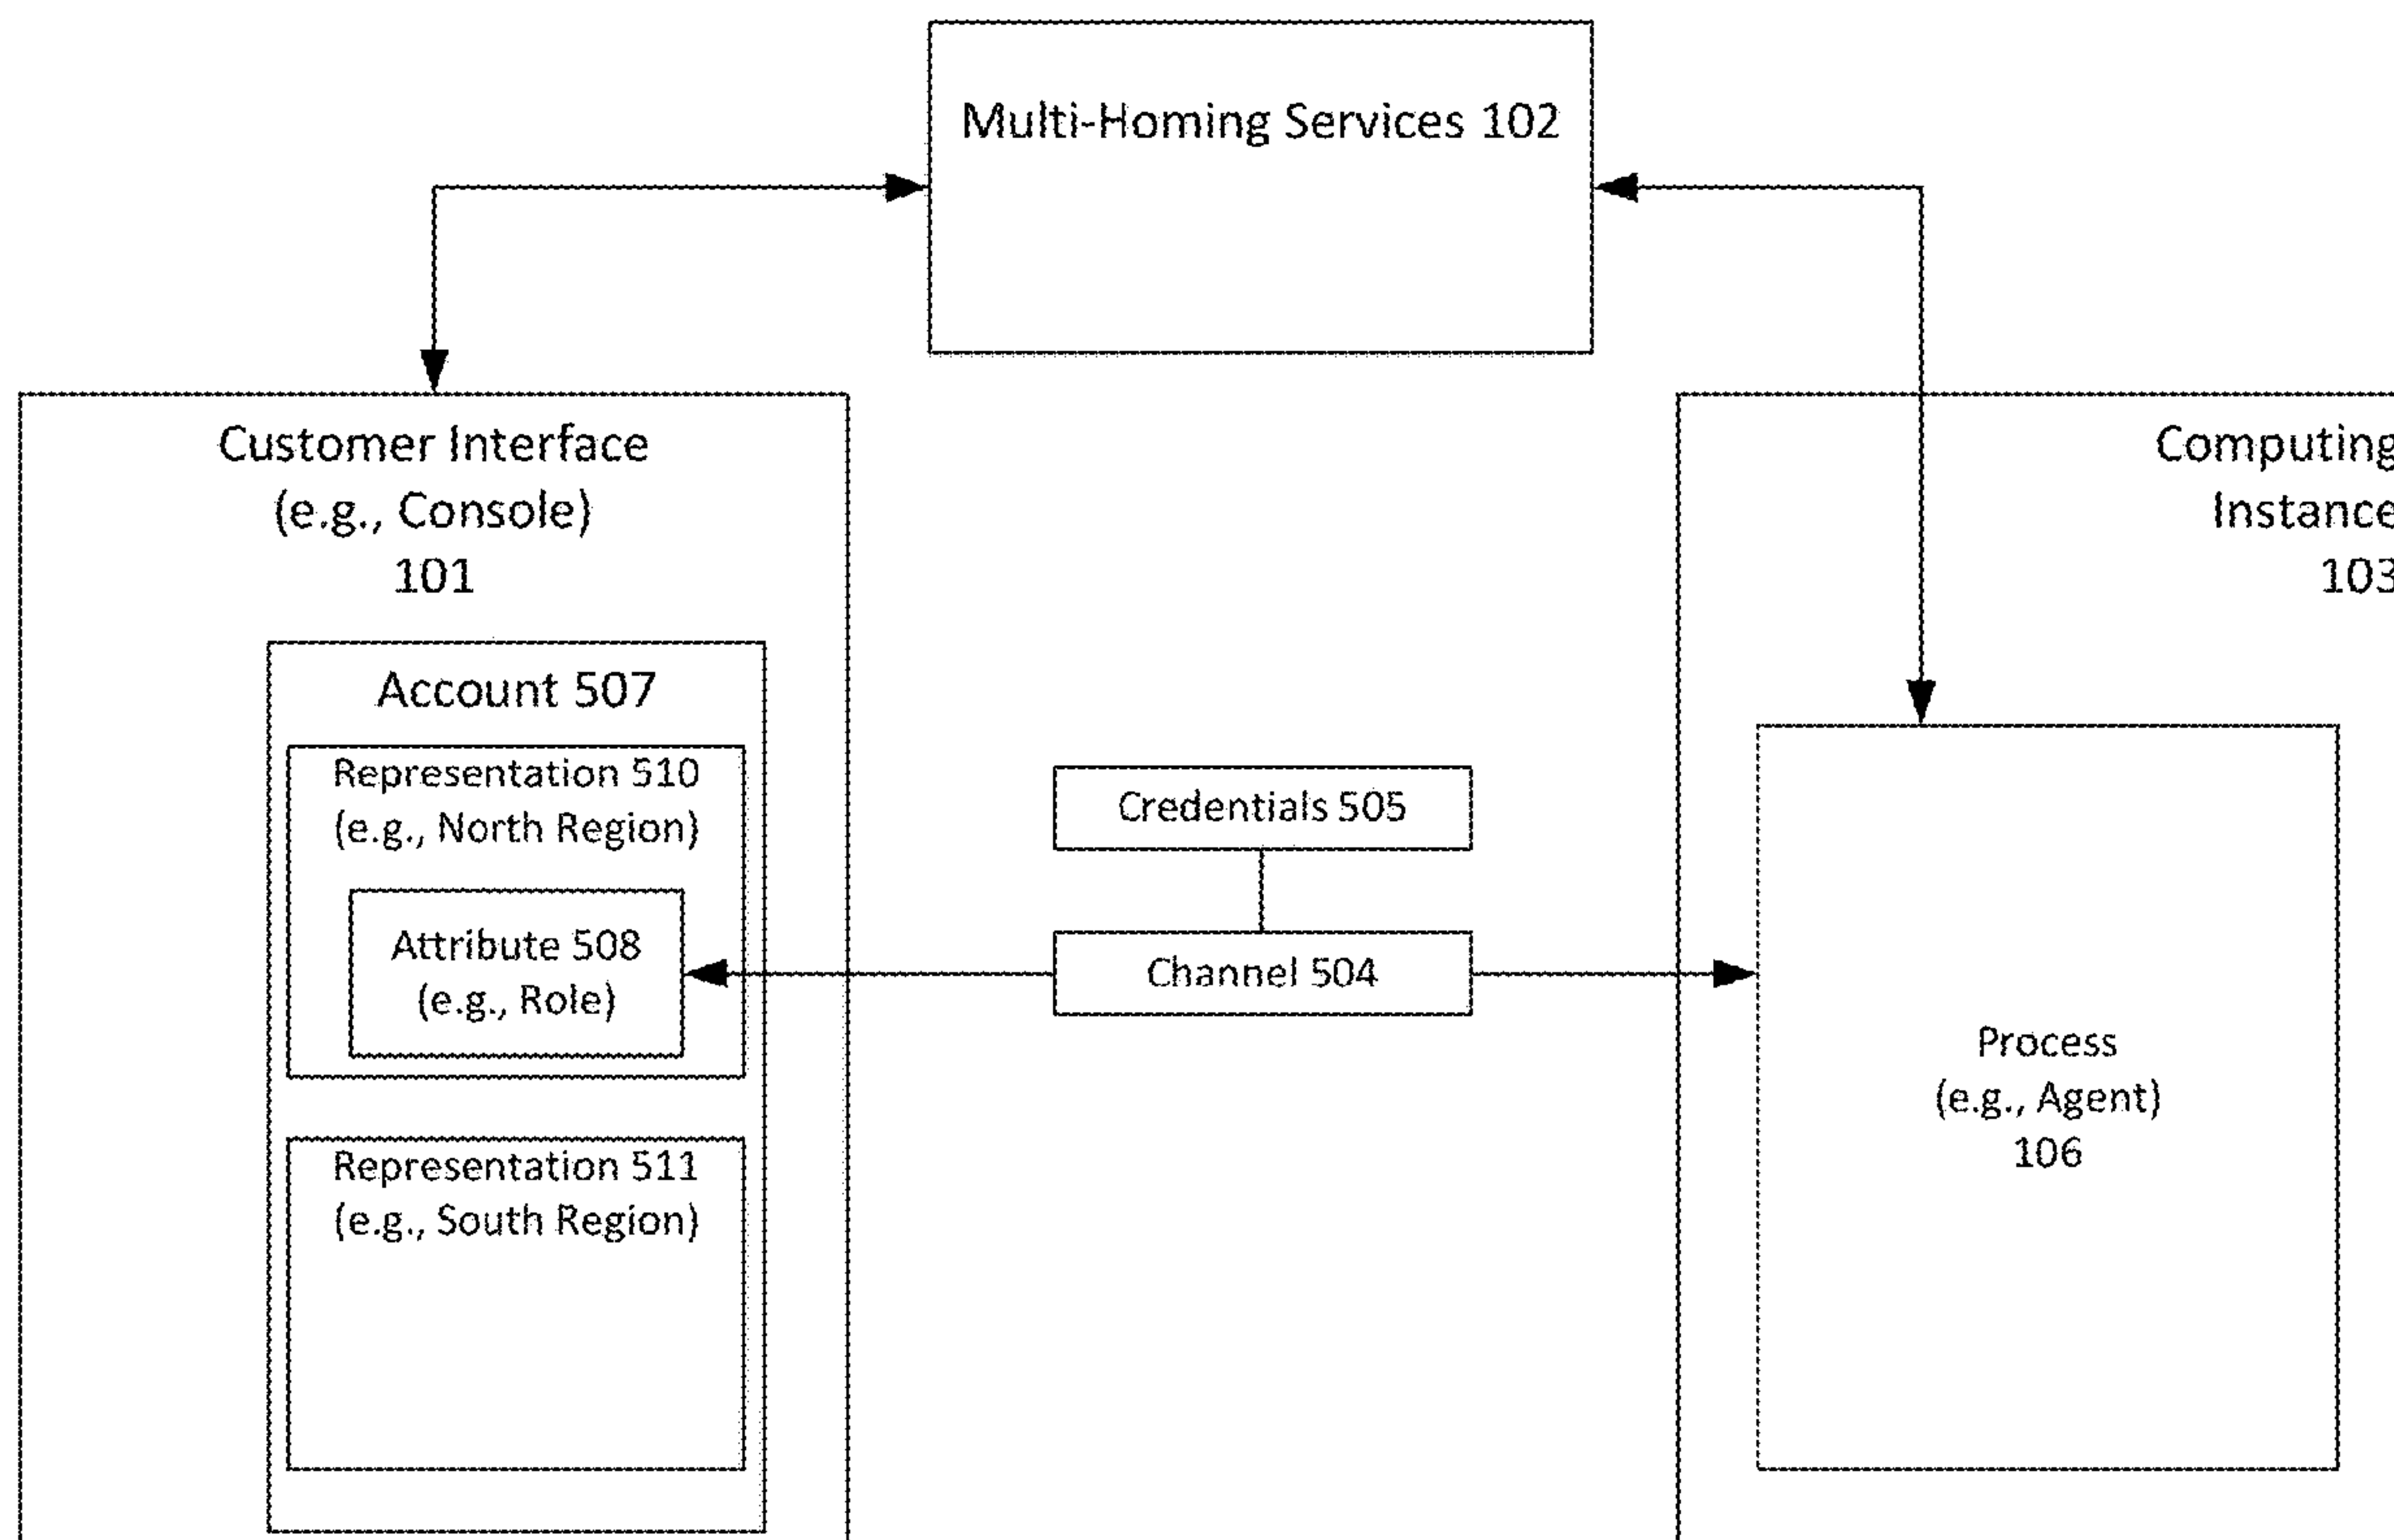 Multi-Homing Services 102
Customer Interface
(e.g., Console)
101
Computing
Instance
103
Account 507
Representation 510
(e.g., North Region)
Attribute 508
(e.g., Role)
Credentials 505
Channel 504
Process
(e.g., Agent)
106
Representation 511
(e.g., South Region)